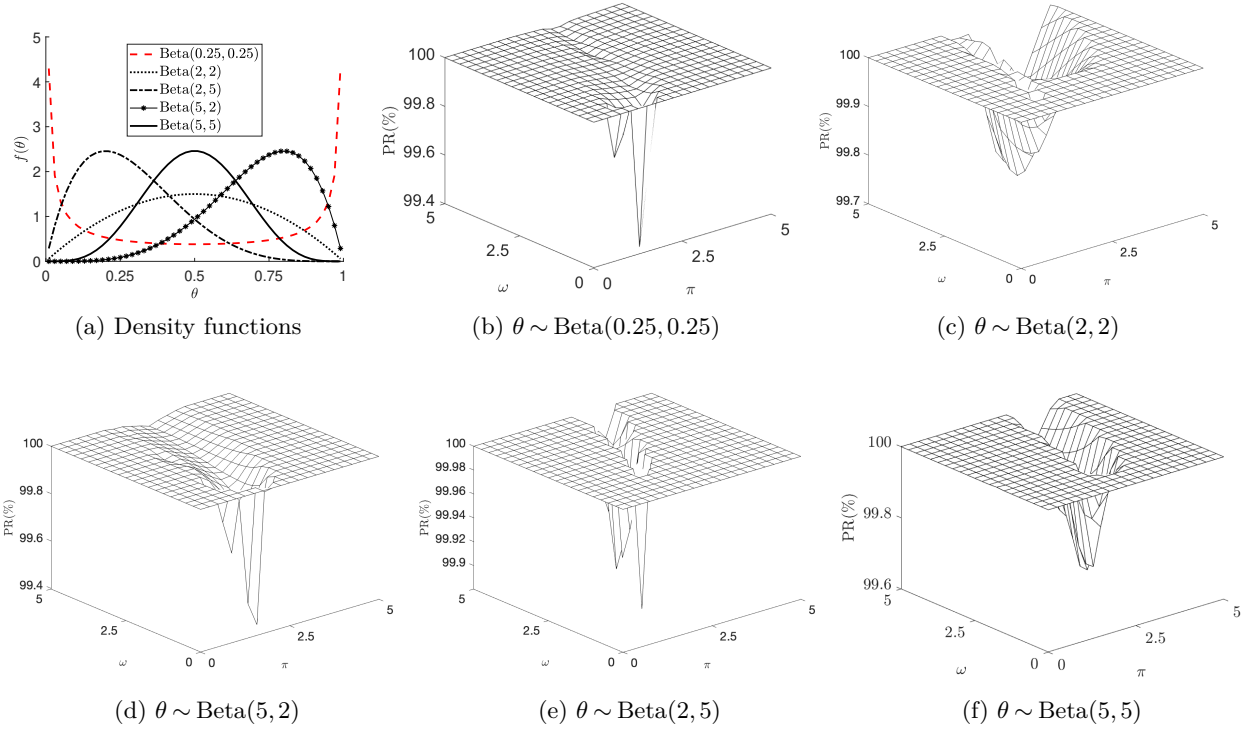 5
4
3
2
1
0
f(θ)
Beta(0.25, 0.25)
Beta(2, 2)
Beta(2, 5)
Beta(5, 2)
Beta(5, 5)
0 0.25 0.5 0.75 1
θ
(a) Density functions
100
99.8
99.6
99.4
PR(%)
5
2.5
0
ω
0
2.5
5
π
(b) θ ∼ Beta(0.25, 0.25)
100
99.9
99.8
99.7
PR(%)
5
2.5
0
ω
0
2.5
5
π
(c) θ ∼ Beta(2, 2)
100
99.8
99.6
99.4
PR(%)
5
2.5
0
ω
0
2.5
5
π
(d) θ ∼ Beta(5, 2)
100
99.98
99.96
99.94
99.92
99.9
PR(%)
5
2.5
0
ω
0
2.5
5
π
(e) θ ∼ Beta(2, 5)
100
99.8
99.6
PR(%)
5
2.5
0
ω
0
2.5
5
π
(f) θ ∼ Beta(5, 5)